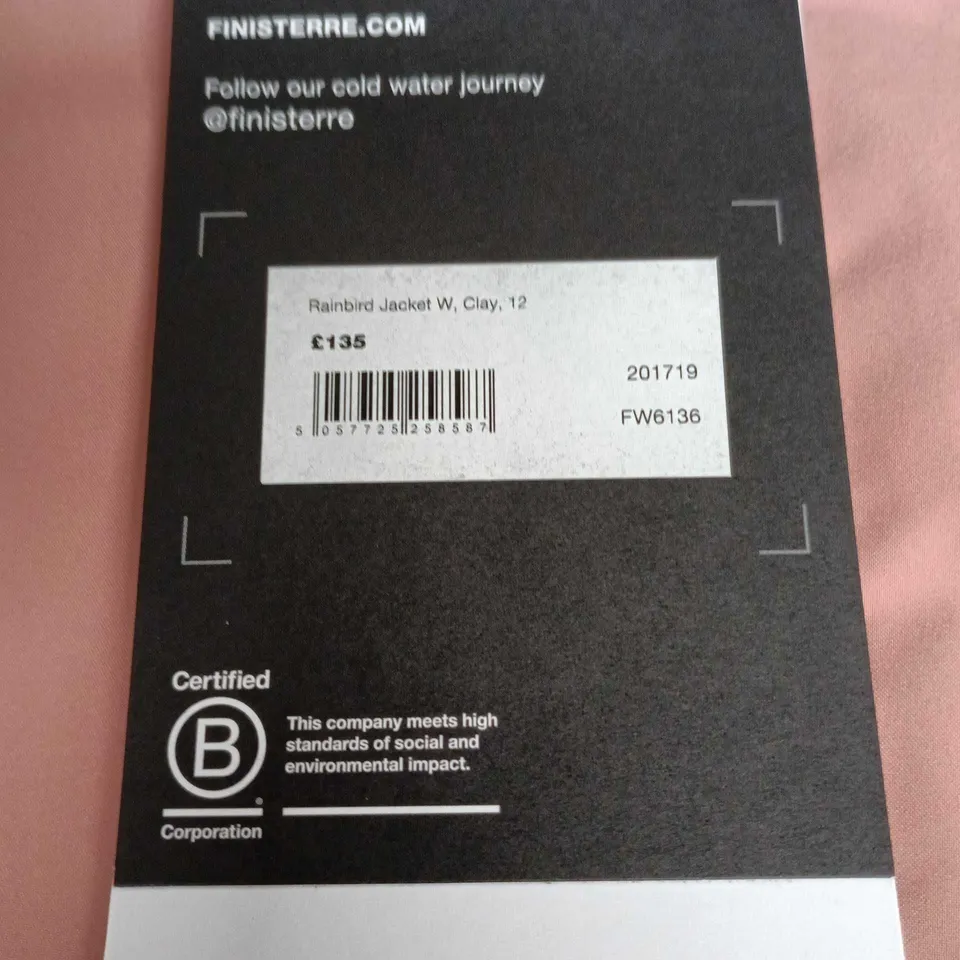 FINISTERRE.COM
Follow our cold water journey
@finisterre
Rainbird Jacket W, Clay, 12
£135
201719
FW6136
5 057725 258587
Certified
B
This company meets high
standards of social and
environmental impact.
Corporation